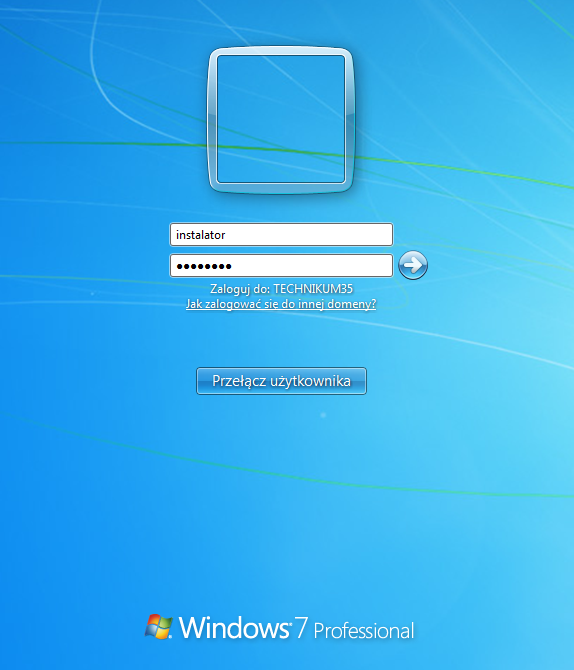 instalator
●●●●●●●●
Zaloguj do: TECHNIKUM35
Jak zalogować się do innej domeny?
Przełącz użytkownika
Windows 7 Professional